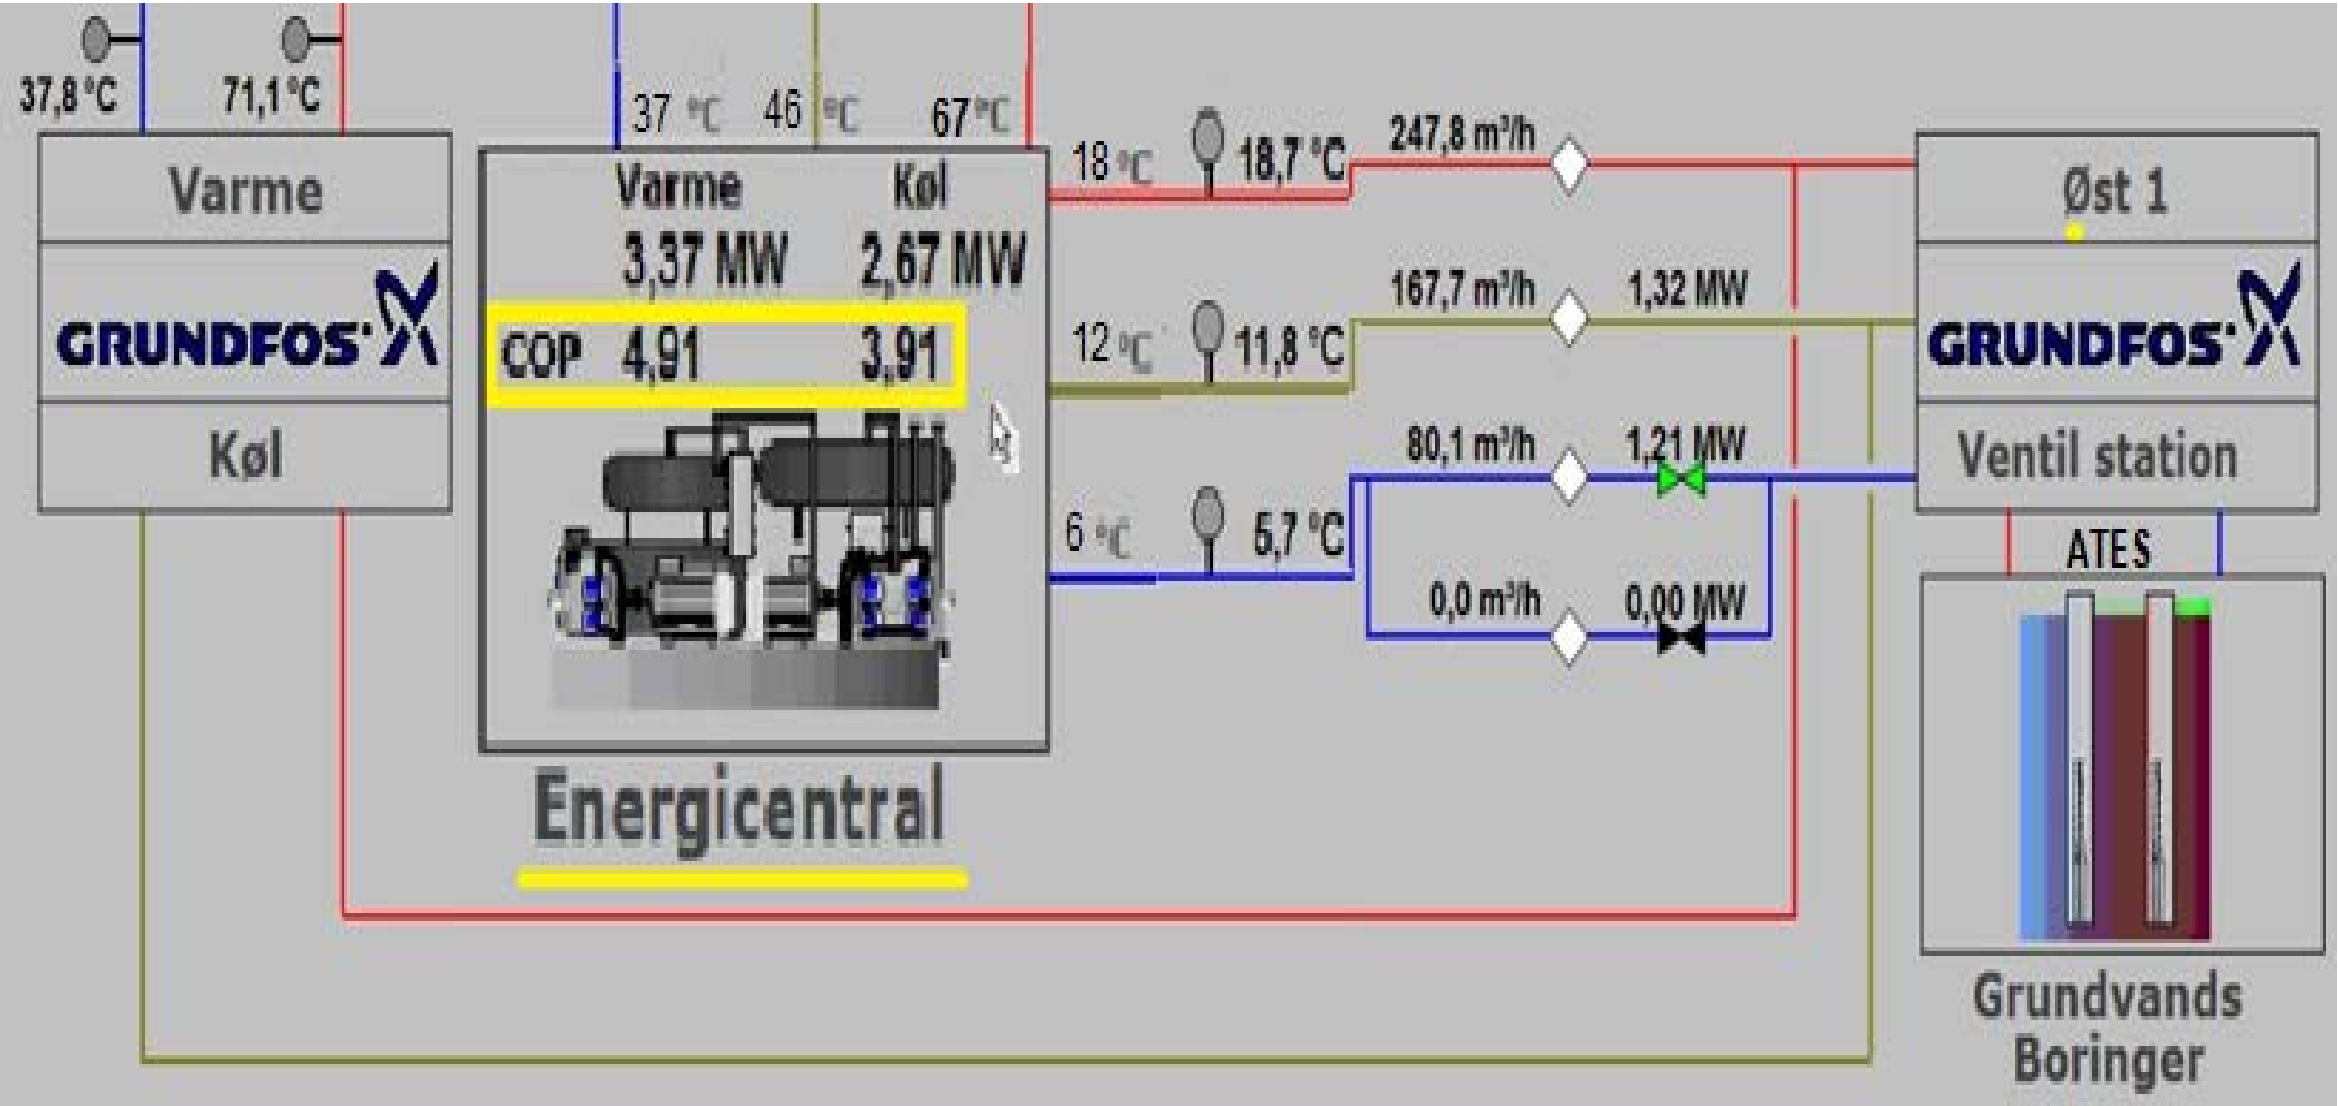 37,8 °C
71,1 °C
37 °C
46 °C
67 °C
Varme
GRUNDFOS
Køl
Varme Køl
3,37 MW 2,67 MW
COP 4,91 3,91
Energicentral
18 °C
18,7 °C
247,8 m³/h
12 °C
11,8 °C
167,7 m³/h
1,32 MW
6 °C
5,7 °C
80,1 m³/h
1,21 MW
0,0 m³/h
0,00 MW
Øst 1
GRUNDFOS
Ventil station
ATES
Grundvands
Boringer